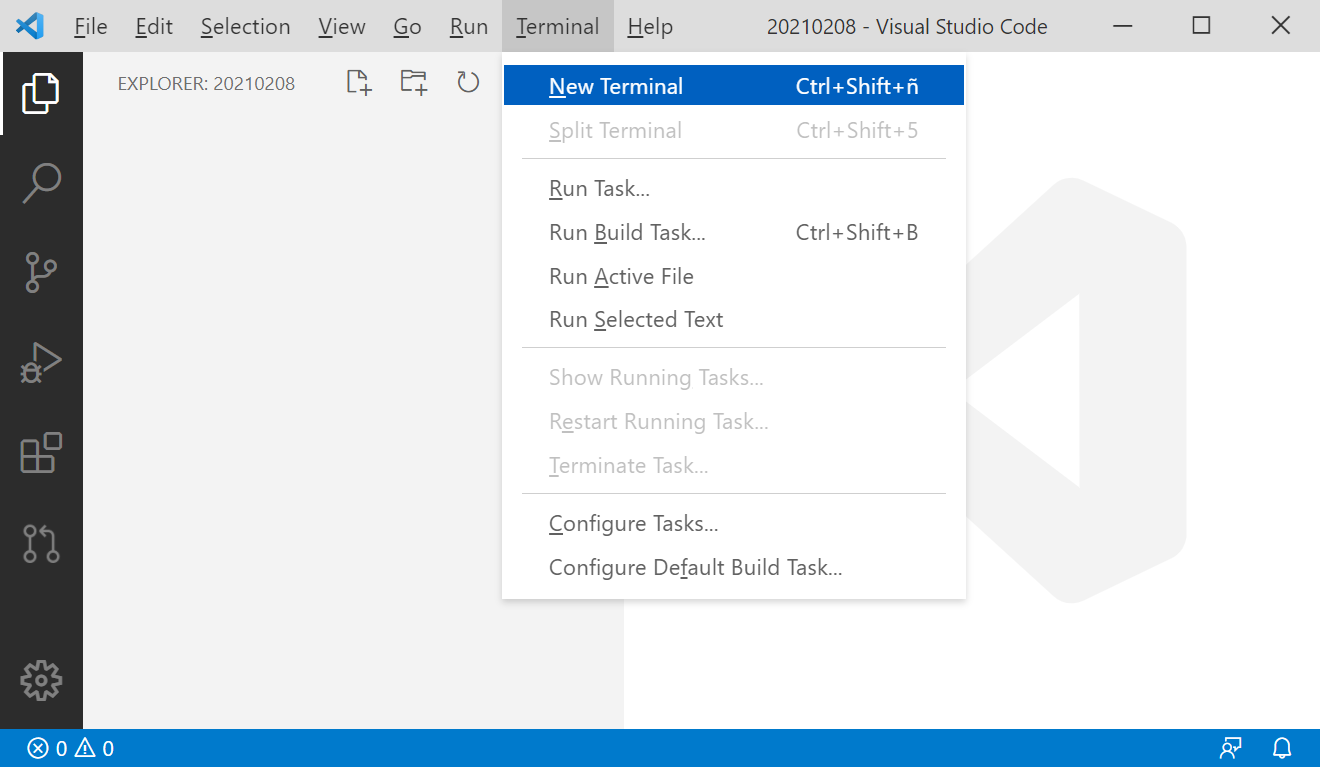 File Edit Selection View Go Run Terminal Help 20210208 - Visual Studio Code
EXPLORER: 20210208
New Terminal Ctrl+Shift+ñ
Split Terminal Ctrl+Shift+5
Run Task...
Run Build Task... Ctrl+Shift+B
Run Active File
Run Selected Text
Show Running Tasks...
Restart Running Task...
Terminate Task...
Configure Tasks...
Configure Default Build Task...
0 0